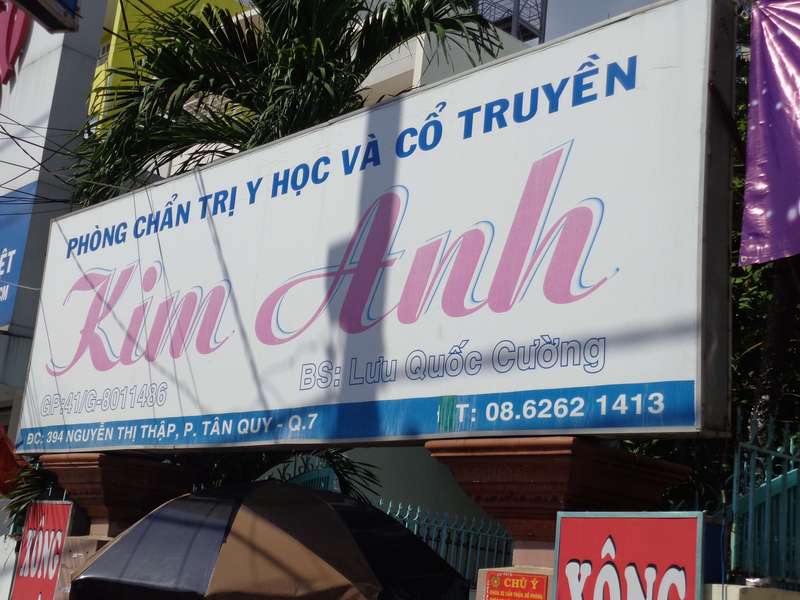 PHÒNG CHẨN TRỊ Y HỌC VÀ CỔ TRUYỀN
Kim Anh
BS: Lưu Quốc Cường
GP:41/G-8011486
ĐC: 394 NGUYỄN THỊ THẬP, P. TÂN QUY - Q.7
T: 08.6262 1413
XÔNG
XÔNG
CHÚ Ý